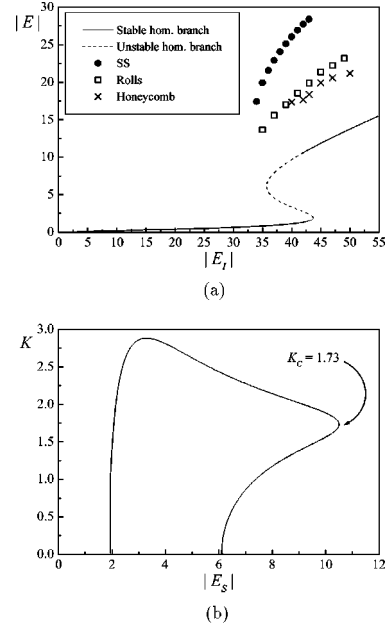 |E|
30
25
20
15
10
5
0
Stable hom. branch
Unstable hom. branch
SS
Rolls
Honeycomb
0 5 10 15 20 25 30 35 40 45 50 55
|E_I|
(a)
K
3.0
2.5
2.0
1.5
1.0
0.5
0.0
K_C = 1.73
0 2 4 6 8 10 12
|E_S|
(b)